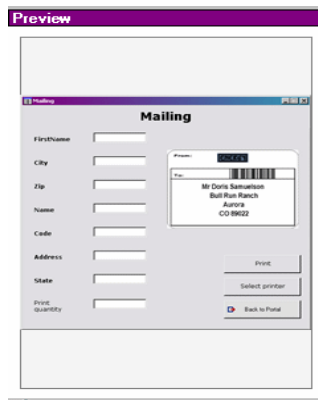 Preview
Mailing
Mailing
FirstName
City
Zip
Name
Code
Address
State
Print
quantity
From:
To:
Mr Doris Samuelson
Bull Run Ranch
Aurora
CO 89022
Print
Select printer
Back to Portal